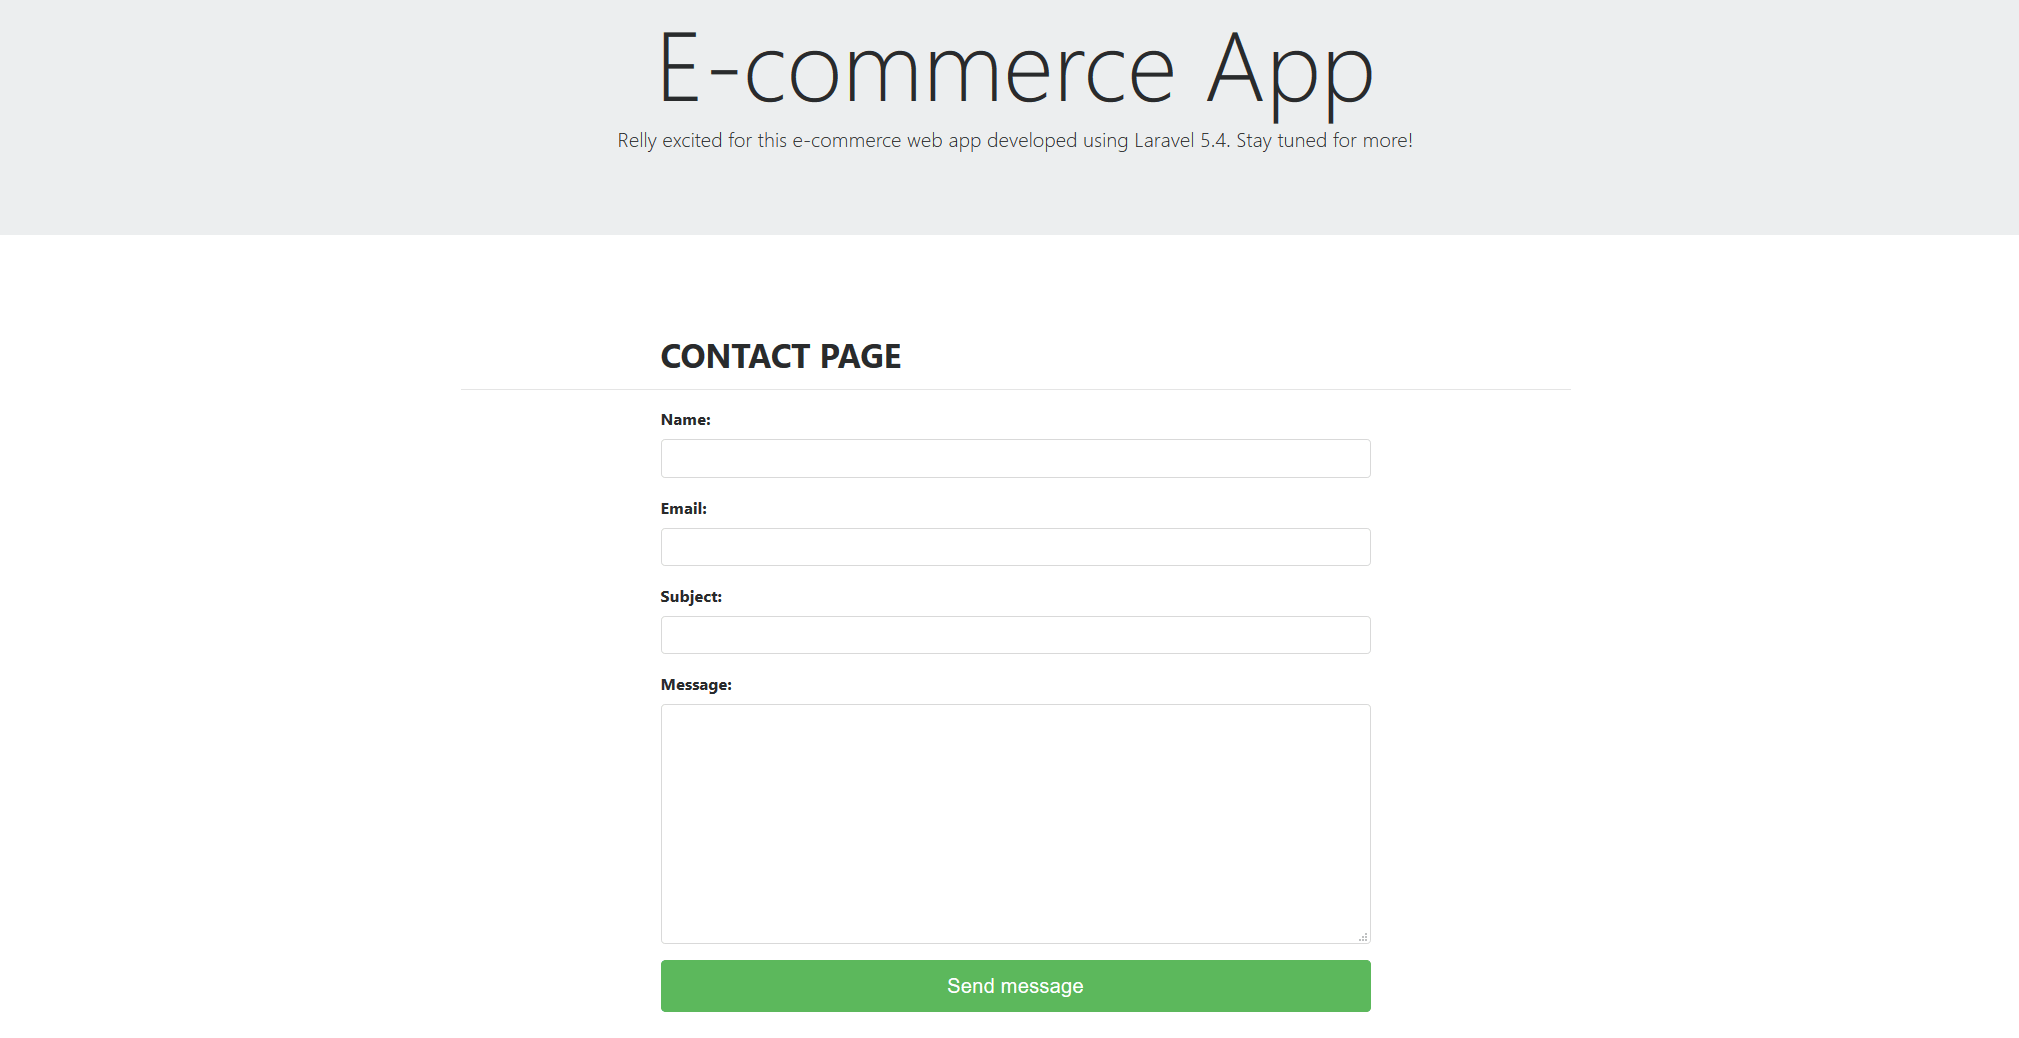 E-commerce App
Relly excited for this e-commerce web app developed using Laravel 5.4. Stay tuned for more!
CONTACT PAGE
Name:
Email:
Subject:
Message:
Send message